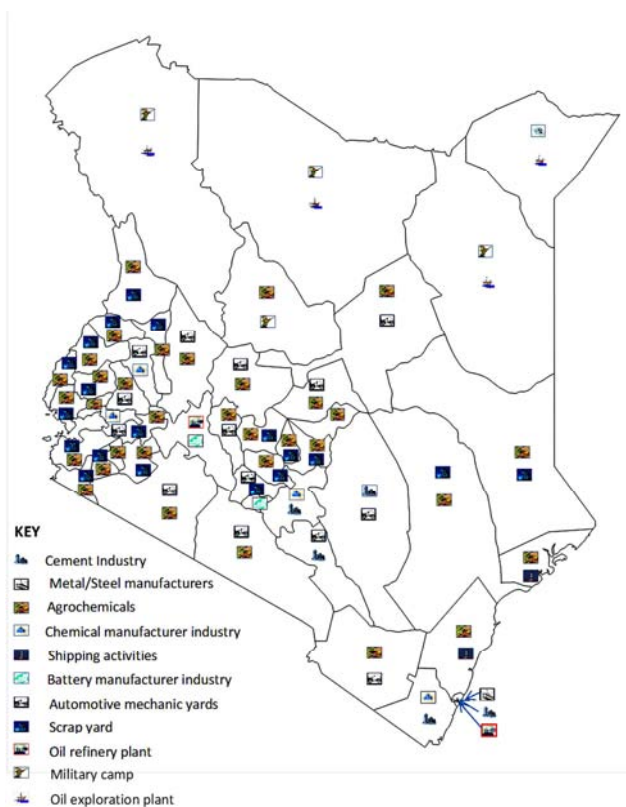 KEY
Cement Industry
Metal/Steel manufacturers
Agrochemicals
Chemical manufacturer industry
Shipping activities
Battery manufacturer industry
Automotive mechanic yards
Scrap yard
Oil refinery plant
Military camp
Oil exploration plant